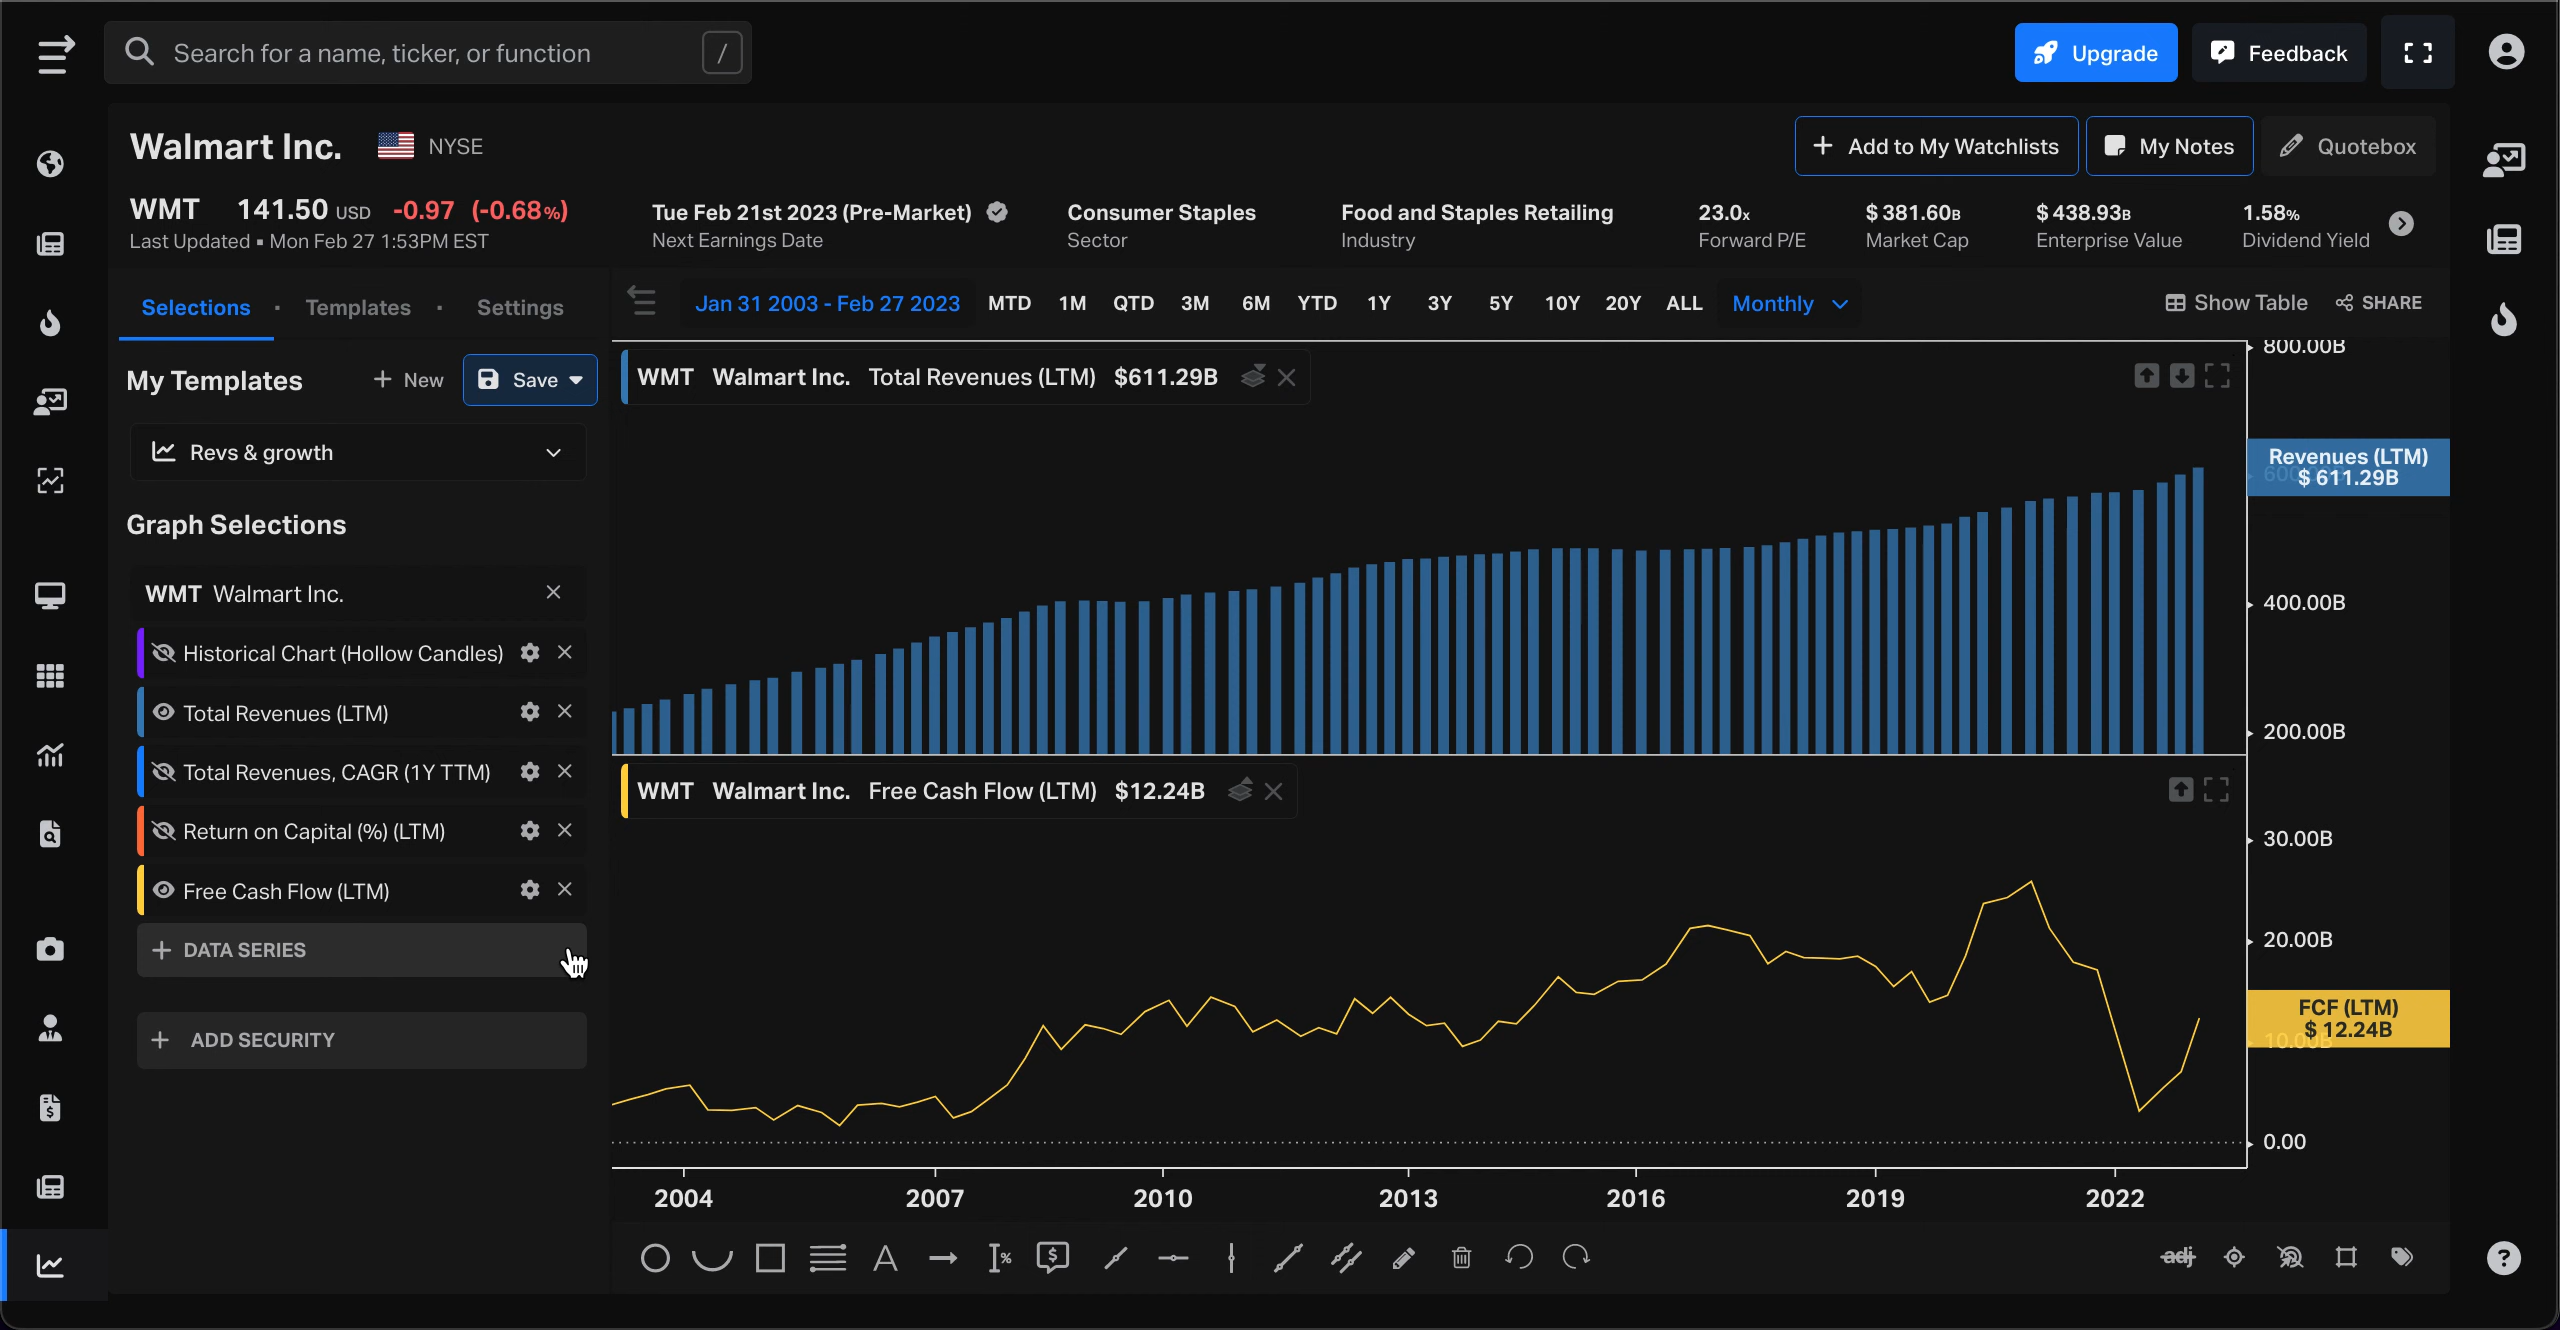 Search for a name, ticker, or function /
Upgrade
Feedback
Walmart Inc. NYSE
+ Add to My Watchlists
My Notes
Quotebox
WMT 141.50 USD -0.97 (-0.68%)
Last Updated ▪ Mon Feb 27 1:53PM EST
Tue Feb 21st 2023 (Pre-Market)
Next Earnings Date
Consumer Staples
Sector
Food and Staples Retailing
Industry
23.0x
Forward P/E
$381.60B
Market Cap
$438.93B
Enterprise Value
1.58%
Dividend Yield
Selections · Templates · Settings
Jan 31 2003 - Feb 27 2023 MTD 1M QTD 3M 6M YTD 1Y 3Y 5Y 10Y 20Y ALL Monthly
Show Table
SHARE
My Templates
+ New
Save
Revs & growth
Graph Selections
WMT Walmart Inc.
Historical Chart (Hollow Candles)
Total Revenues (LTM)
Total Revenues, CAGR (1Y TTM)
Return on Capital (%) (LTM)
Free Cash Flow (LTM)
+ DATA SERIES
+ ADD SECURITY
WMT Walmart Inc. Total Revenues (LTM) $611.29B
800.00B
Revenues (LTM)
$611.29B
400.00B
200.00B
WMT Walmart Inc. Free Cash Flow (LTM) $12.24B
30.00B
20.00B
FCF (LTM)
$12.24B
10.00B
0.00
2004 2007 2010 2013 2016 2019 2022
A
%
$
adj
?